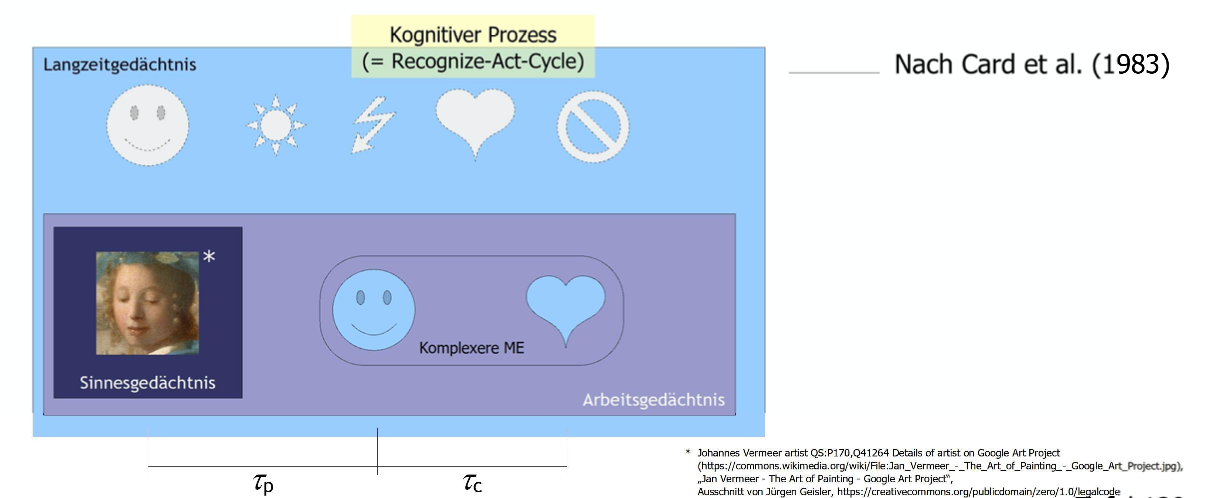 Kognitiver Prozess
(= Recognize-Act-Cycle)
Langzeitgedächtnis
Nach Card et al. (1983)
*
Sinnesgedächtnis
Komplexere ME
Arbeitsgedächtnis
τp
τc
* Johannes Vermeer artist QS:P170,Q41264 Details of artist on Google Art Project
(https://commons.wikimedia.org/wiki/File:Jan_Vermeer_-_The_Art_of_Painting_-_Google_Art_Project.jpg),
„Jan Vermeer - The Art of Painting - Google Art Project“,
Ausschnitt von Jürgen Geisler, https://creativecommons.org/publicdomain/zero/1.0/legalcode